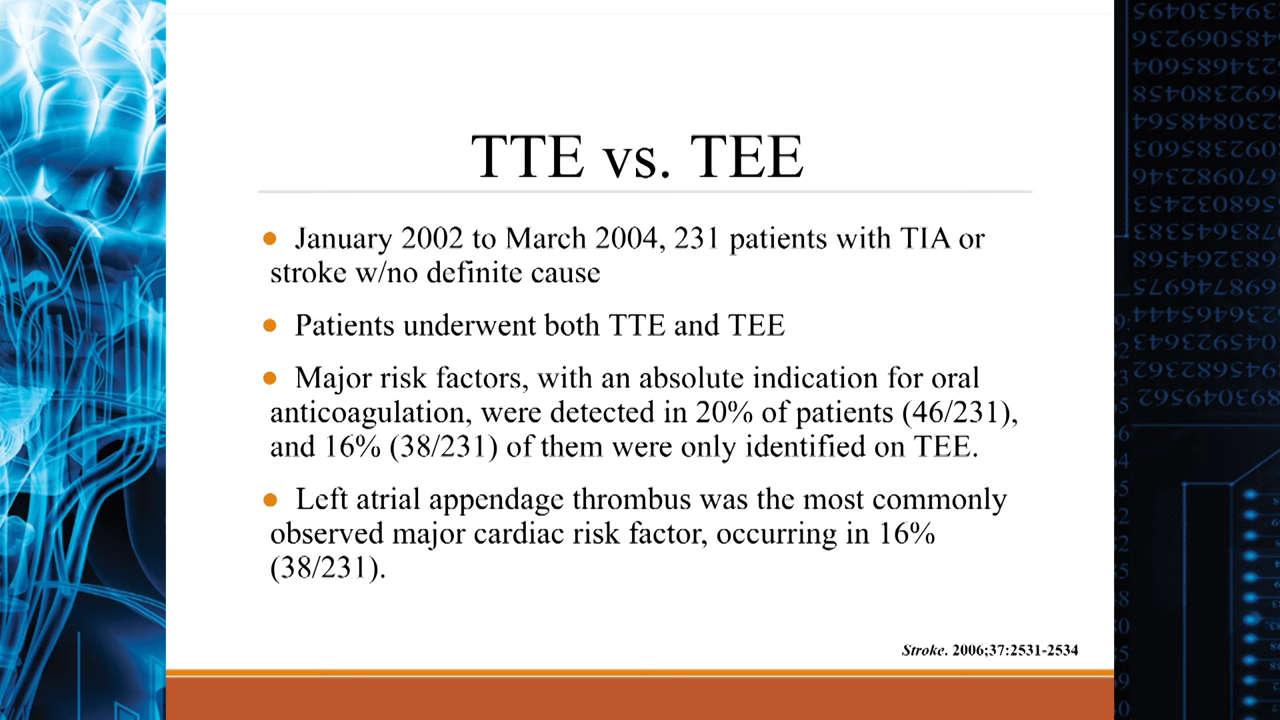 TTE vs. TEE
● January 2002 to March 2004, 231 patients with TIA or
stroke w/no definite cause
● Patients underwent both TTE and TEE
● Major risk factors, with an absolute indication for oral
anticoagulation, were detected in 20% of patients (46/231),
and 16% (38/231) of them were only identified on TEE.
● Left atrial appendage thrombus was the most commonly
observed major cardiac risk factor, occurring in 16%
(38/231).
Stroke. 2006;37:2531-2534